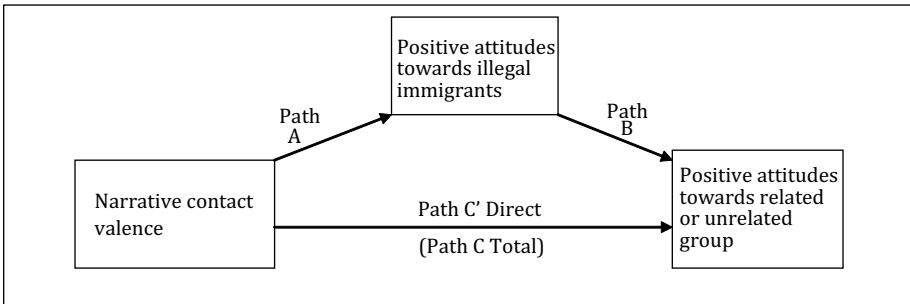 Positive attitudes
towards illegal
immigrants
Path
A
Path
B
Narrative contact
valence
Path C’ Direct
(Path C Total)
Positive attitudes
towards related
or unrelated
group